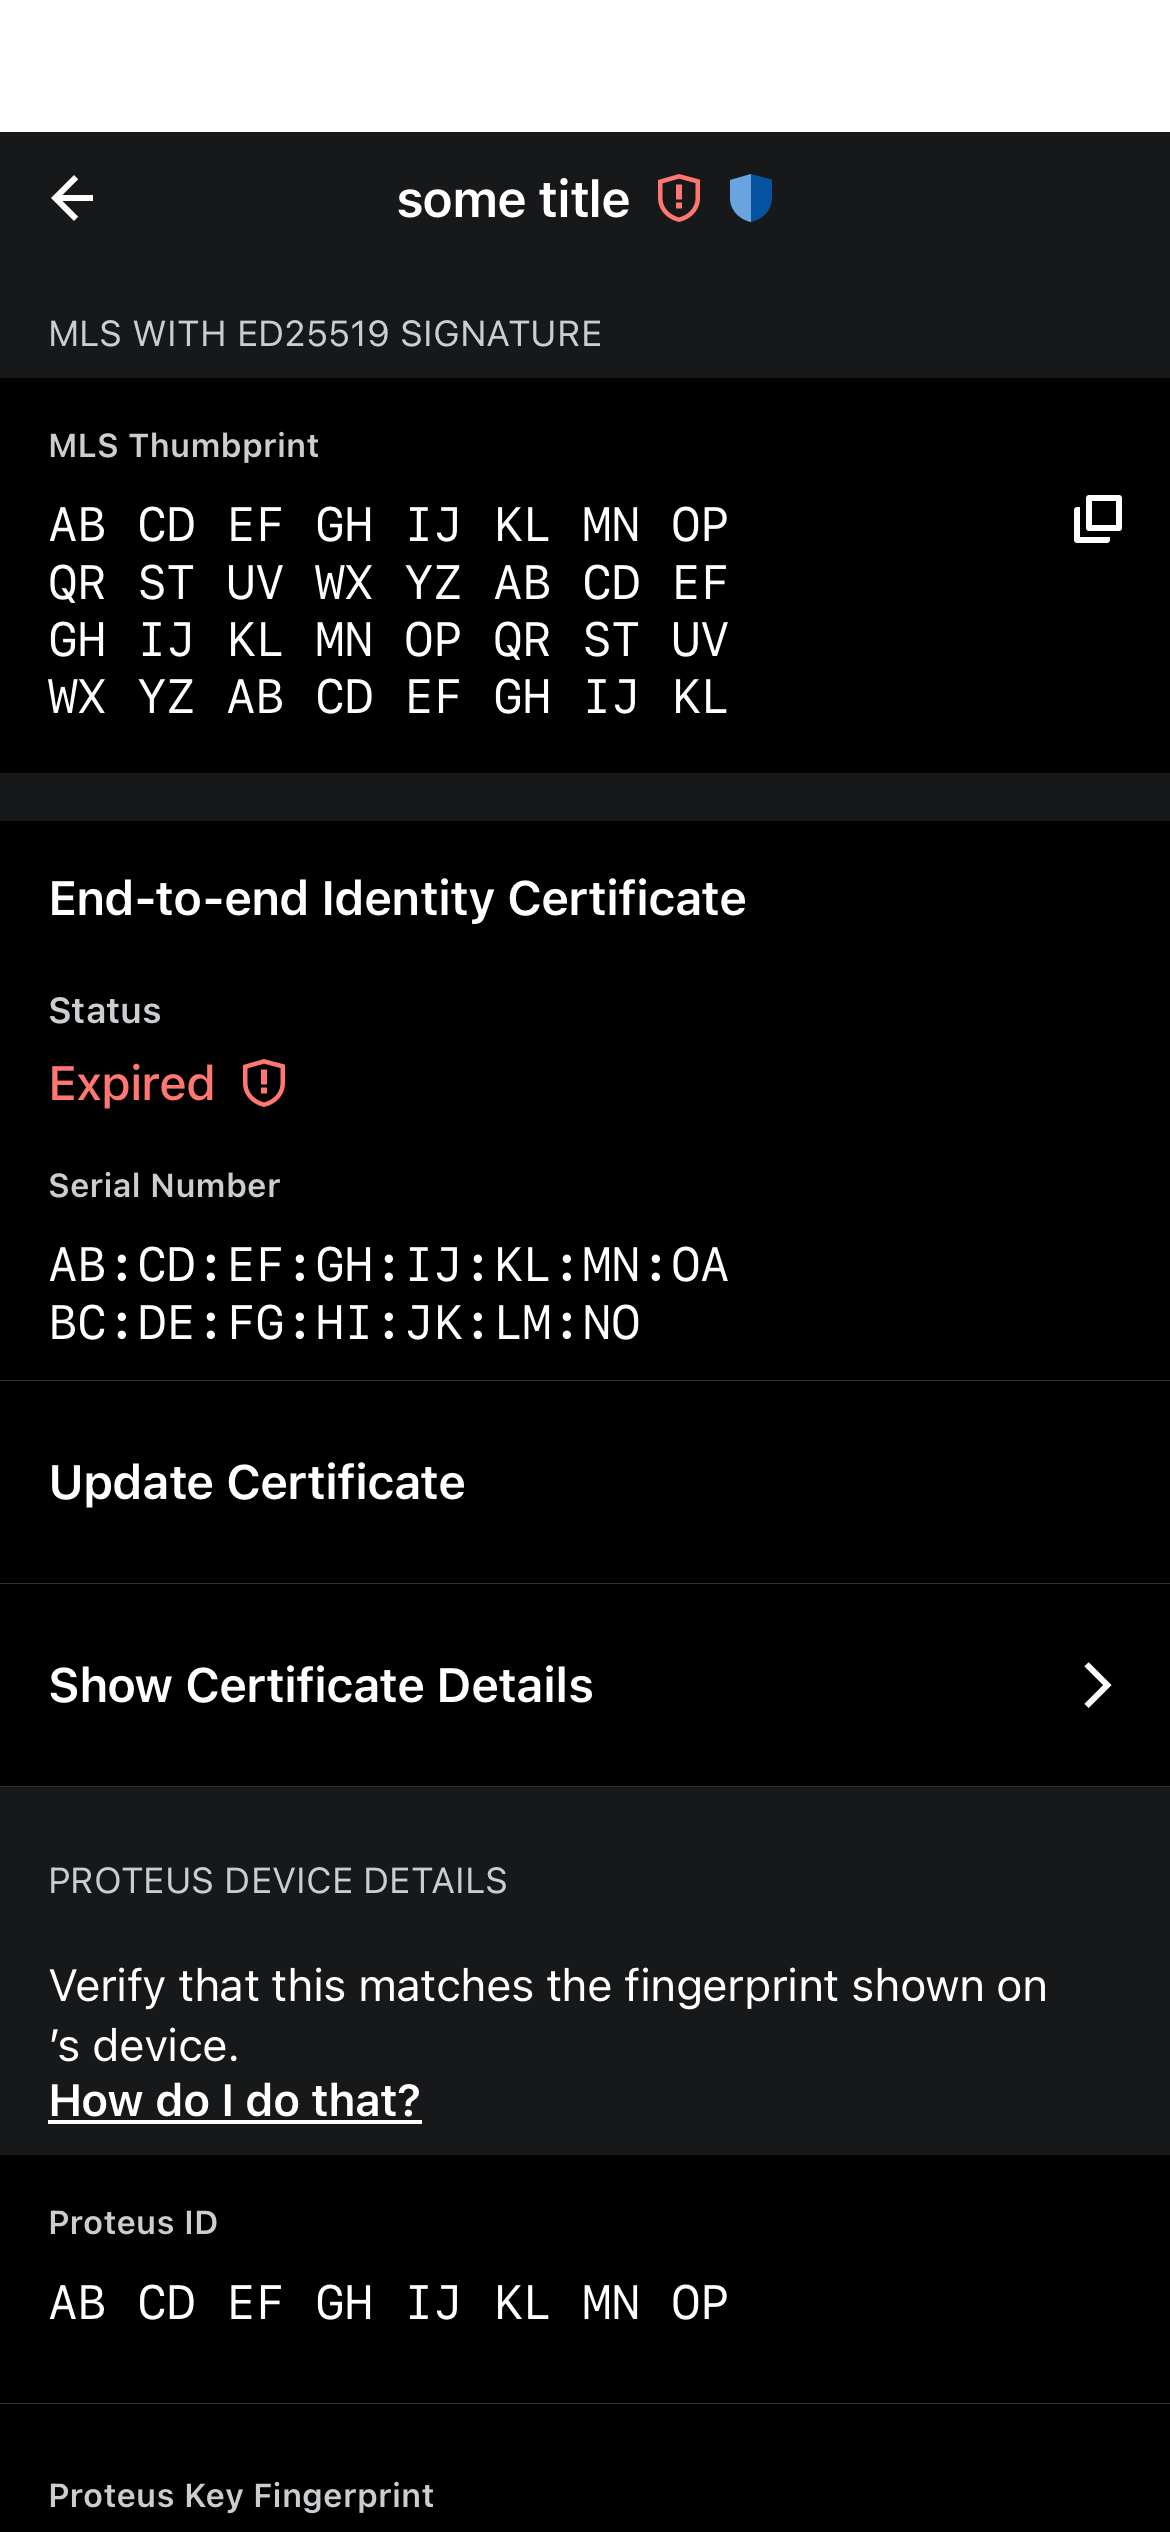 some title
MLS WITH ED25519 SIGNATURE
MLS Thumbprint
AB CD EF GH IJ KL MN OP
QR ST UV WX YZ AB CD EF
GH IJ KL MN OP QR ST UV
WX YZ AB CD EF GH IJ KL
End-to-end Identity Certificate
Status
Expired
Serial Number
AB:CD:EF:GH:IJ:KL:MN:OA
BC:DE:FG:HI:JK:LM:NO
Update Certificate
Show Certificate Details
PROTEUS DEVICE DETAILS
Verify that this matches the fingerprint shown on
’s device.
How do I do that?
Proteus ID
AB CD EF GH IJ KL MN OP
Proteus Key Fingerprint